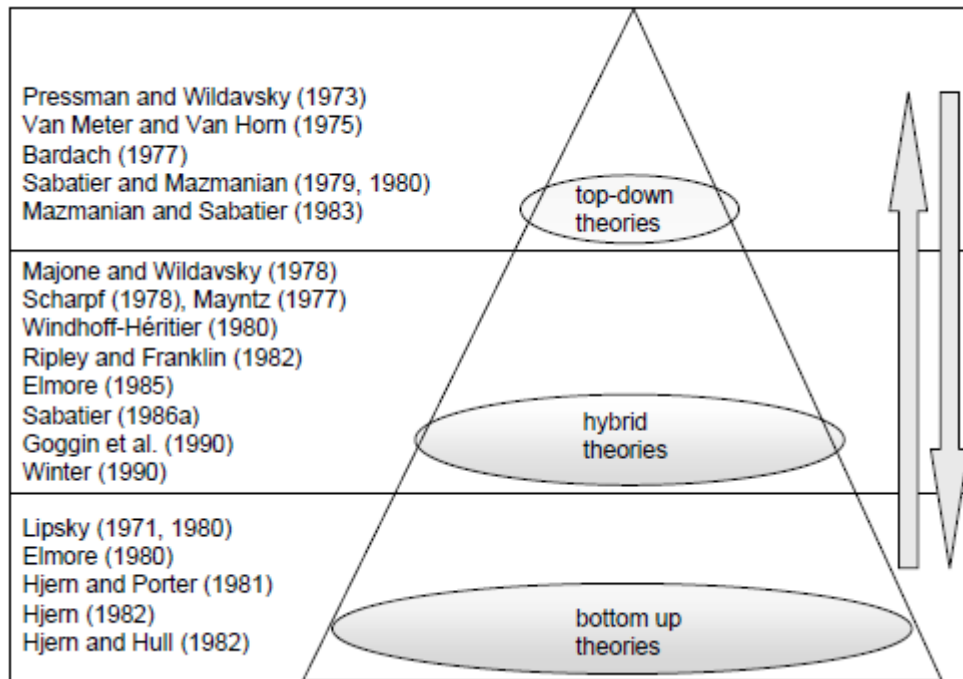 Pressman and Wildavsky (1973)
Van Meter and Van Horn (1975)
Bardach (1977)
Sabatier and Mazmanian (1979, 1980)
Mazmanian and Sabatier (1983)
top-down
theories
Majone and Wildavsky (1978)
Scharpf (1978), Mayntz (1977)
Windhoff-Héritier (1980)
Ripley and Franklin (1982)
Elmore (1985)
Sabatier (1986a)
Goggin et al. (1990)
Winter (1990)
hybrid
theories
Lipsky (1971, 1980)
Elmore (1980)
Hjern and Porter (1981)
Hjern (1982)
Hjern and Hull (1982)
bottom up
theories